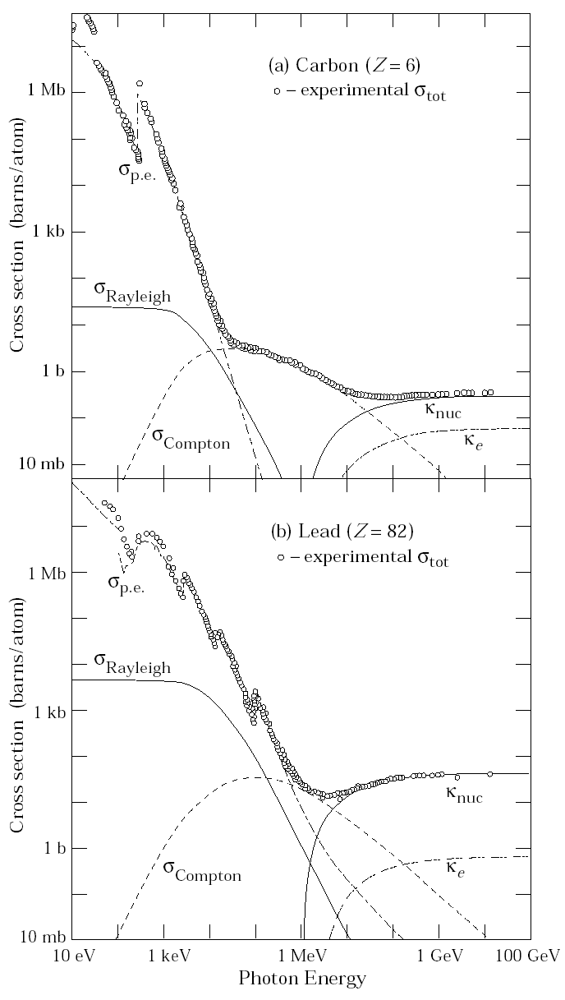 (a) Carbon (Z = 6)
– experimental σtot
1 Mb
σp.e.
1 kb
Cross section (barns/atom)
σRayleigh
1 b
κnuc
σCompton
κe
10 mb
(b) Lead (Z = 82)
– experimental σtot
1 Mb
σp.e.
σRayleigh
1 kb
Cross section (barns/atom)
κnuc
1 b
σCompton
κe
10 mb
10 eV 1 keV 1 MeV 1 GeV 100 GeV
Photon Energy